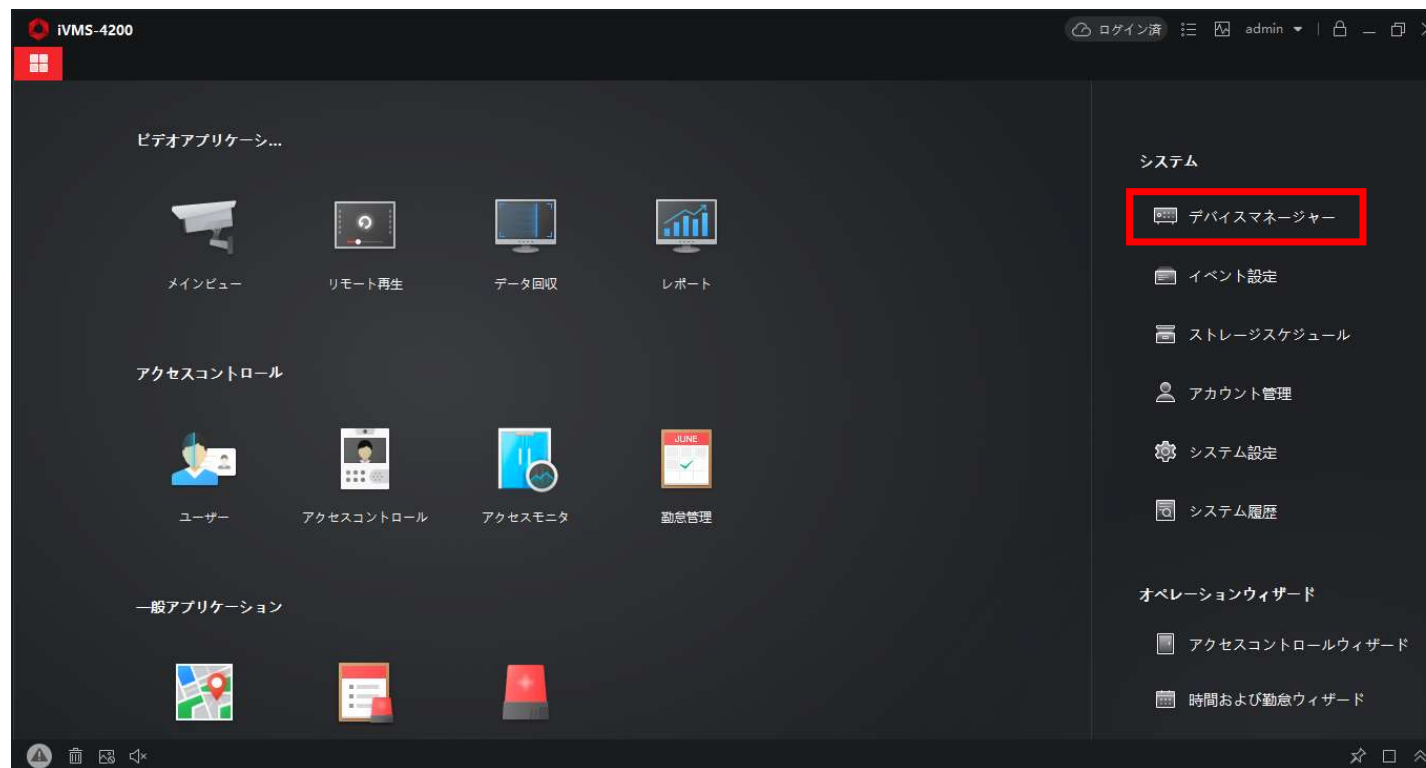 iVMS-4200
ログイン済
admin
ビデオアプリケーシ...
メインビュー
リモート再生
データ回収
レポート
アクセスコントロール
JUNE
ユーザー
アクセスコントロール
アクセスモニタ
勤怠管理
一般アプリケーション
システム
デバイスマネージャー
イベント設定
ストレージスケジュール
アカウント管理
システム設定
システム履歴
オペレーションウィザード
アクセスコントロールウィザード
時間および勤怠ウィザード